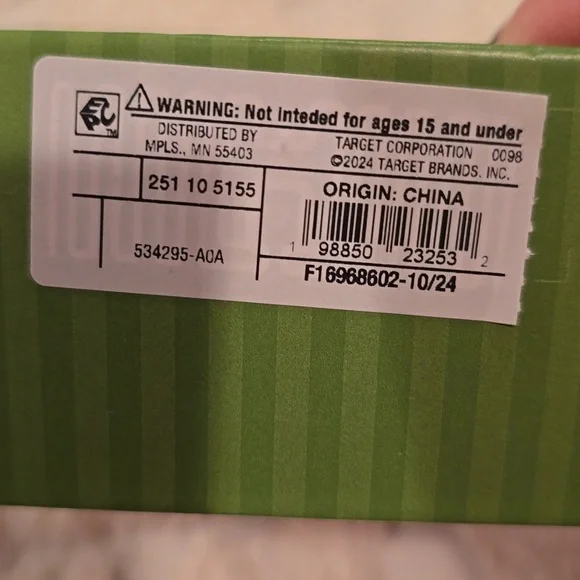 WARNING: Not inteded for ages 15 and under
DISTRIBUTED BY
MPLS., MN 55403
TARGET CORPORATION 0098
©2024 TARGET BRANDS. INC.
251 10 5155
ORIGIN: CHINA
534295-A0A
1 98850 23253 2
F16968602-10/24